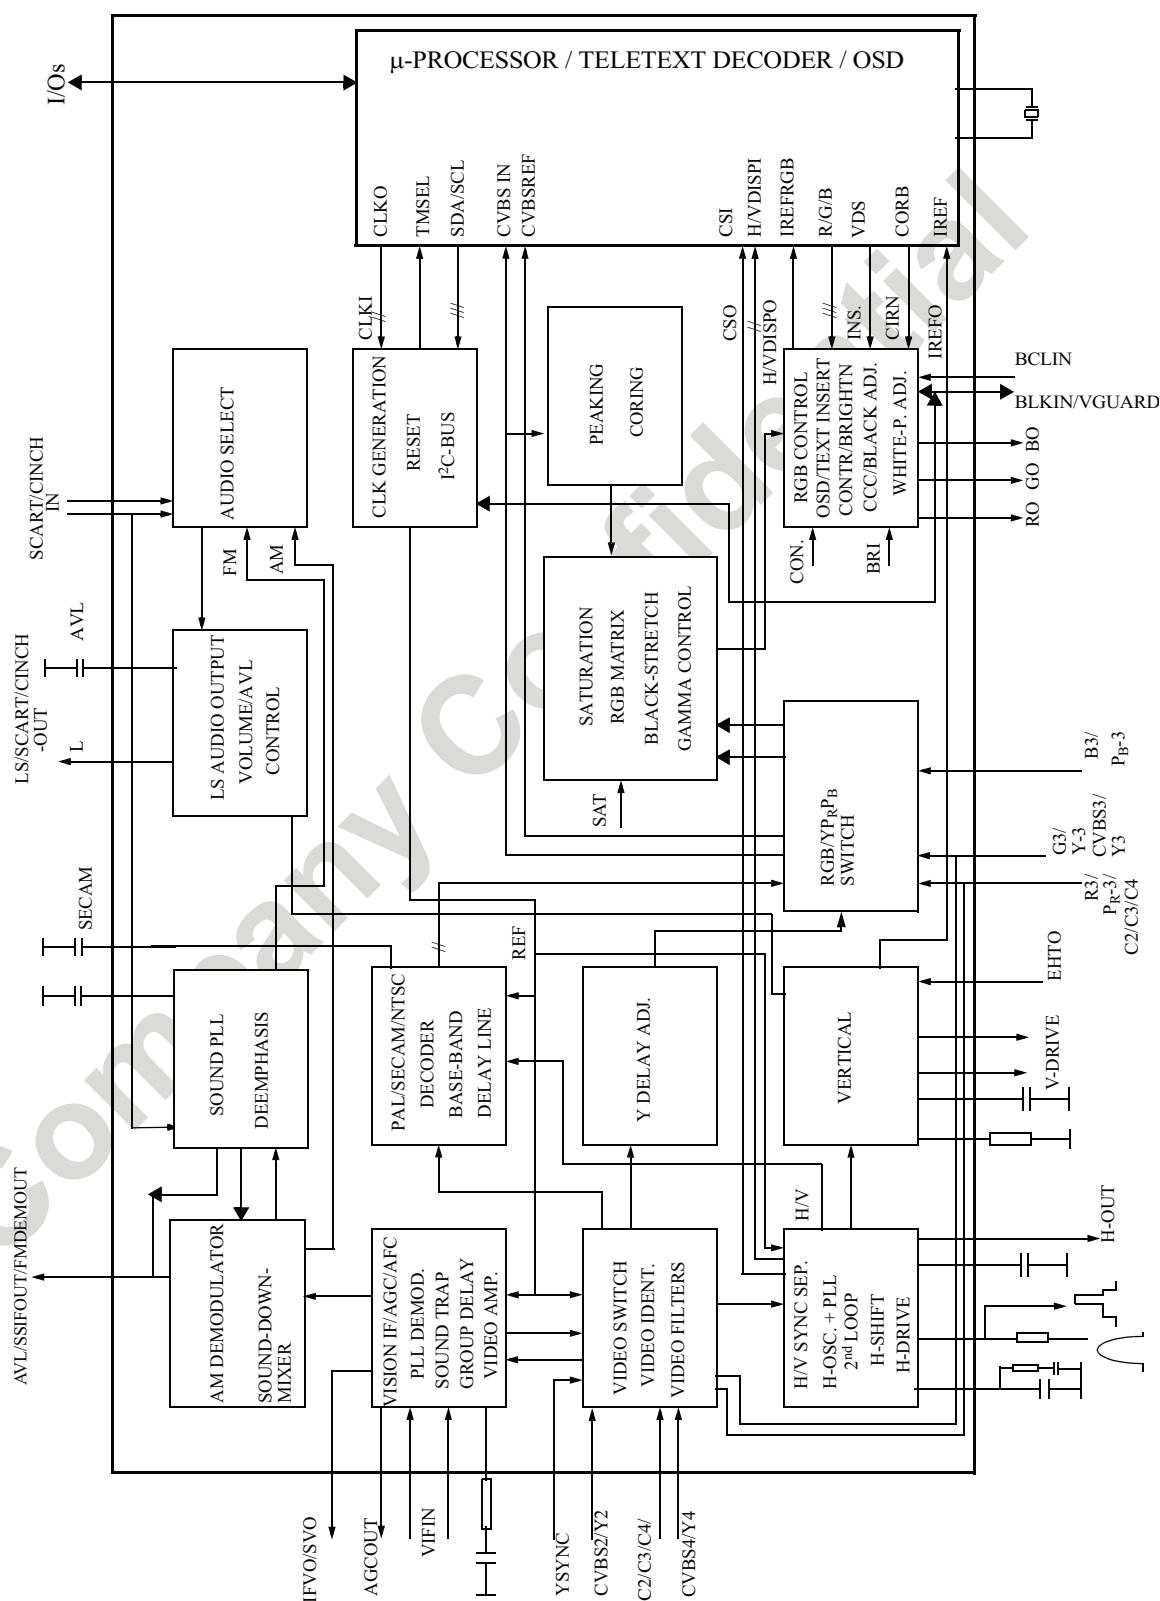 μ-PROCESSOR / TELETEXT DECODER / OSD
I/Os
CLKO
TMSEL
SDA/SCL
CVBS IN
CVBSREF
CSI
H/VDISPI
IREFRGB
R/G/B
VDS
CORB
IREF
CLKI
CSO
H/VDISPO
INS.
CIRN
IREFO
SCART/CINCH
IN
AUDIO SELECT
FM
AM
CLK GENERATION
RESET
I²C-BUS
PEAKING
CORING
RGB CONTROL
OSD/TEXT INSERT
CONTR/BRIGHTN
CCC/BLACK ADJ.
WHITE-P. ADJ.
BCLIN
BLKIN/VGUARD
BO
GO
RO
CON.
BRI
LS/SCART/CINCH
-OUT
L
AVL
LS AUDIO OUTPUT
VOLUME/AVL
CONTROL
SATURATION
RGB MATRIX
BLACK-STRETCH
GAMMA CONTROL
SAT
RGB/YPRPB
SWITCH
B3/
PB-3
G3/
Y-3
CVBS3/
Y3
R3/
PR-3/
C2/C3/C4
SECAM
SOUND PLL
DEEMPHASIS
PAL/SECAM/NTSC
DECODER
BASE-BAND
DELAY LINE
REF
Y DELAY ADJ.
VERTICAL
EHTO
V-DRIVE
AVL/SSIFOUT/FMDEMOUT
AM DEMODULATOR
SOUND-DOWN-
MIXER
VISION IF/AGC/AFC
PLL DEMOD.
SOUND TRAP
GROUP DELAY
VIDEO AMP.
VIDEO SWITCH
VIDEO IDENT.
VIDEO FILTERS
H/V
H/V SYNC SEP.
H-OSC. + PLL
2nd LOOP
H-SHIFT
H-DRIVE
H-OUT
IFVO/SVO
AGCOUT
VIFIN
YSYNC
CVBS2/Y2
C2/C3/C4/
CVBS4/Y4
Company Confidential